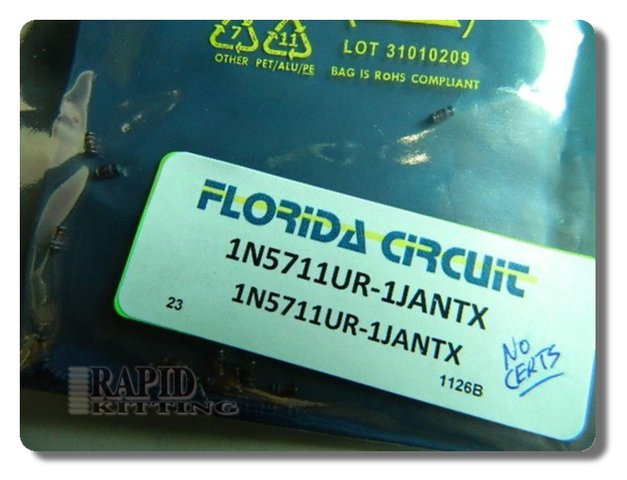 7
11
OTHER PET/ALU/PE
LOT 31010209
BAG IS ROHS COMPLIANT
FLORIDA CIRCUIT
1N5711UR-1JANTX
1N5711UR-1JANTX
23
1126B
NO
CERTS
RAPID
KITTING